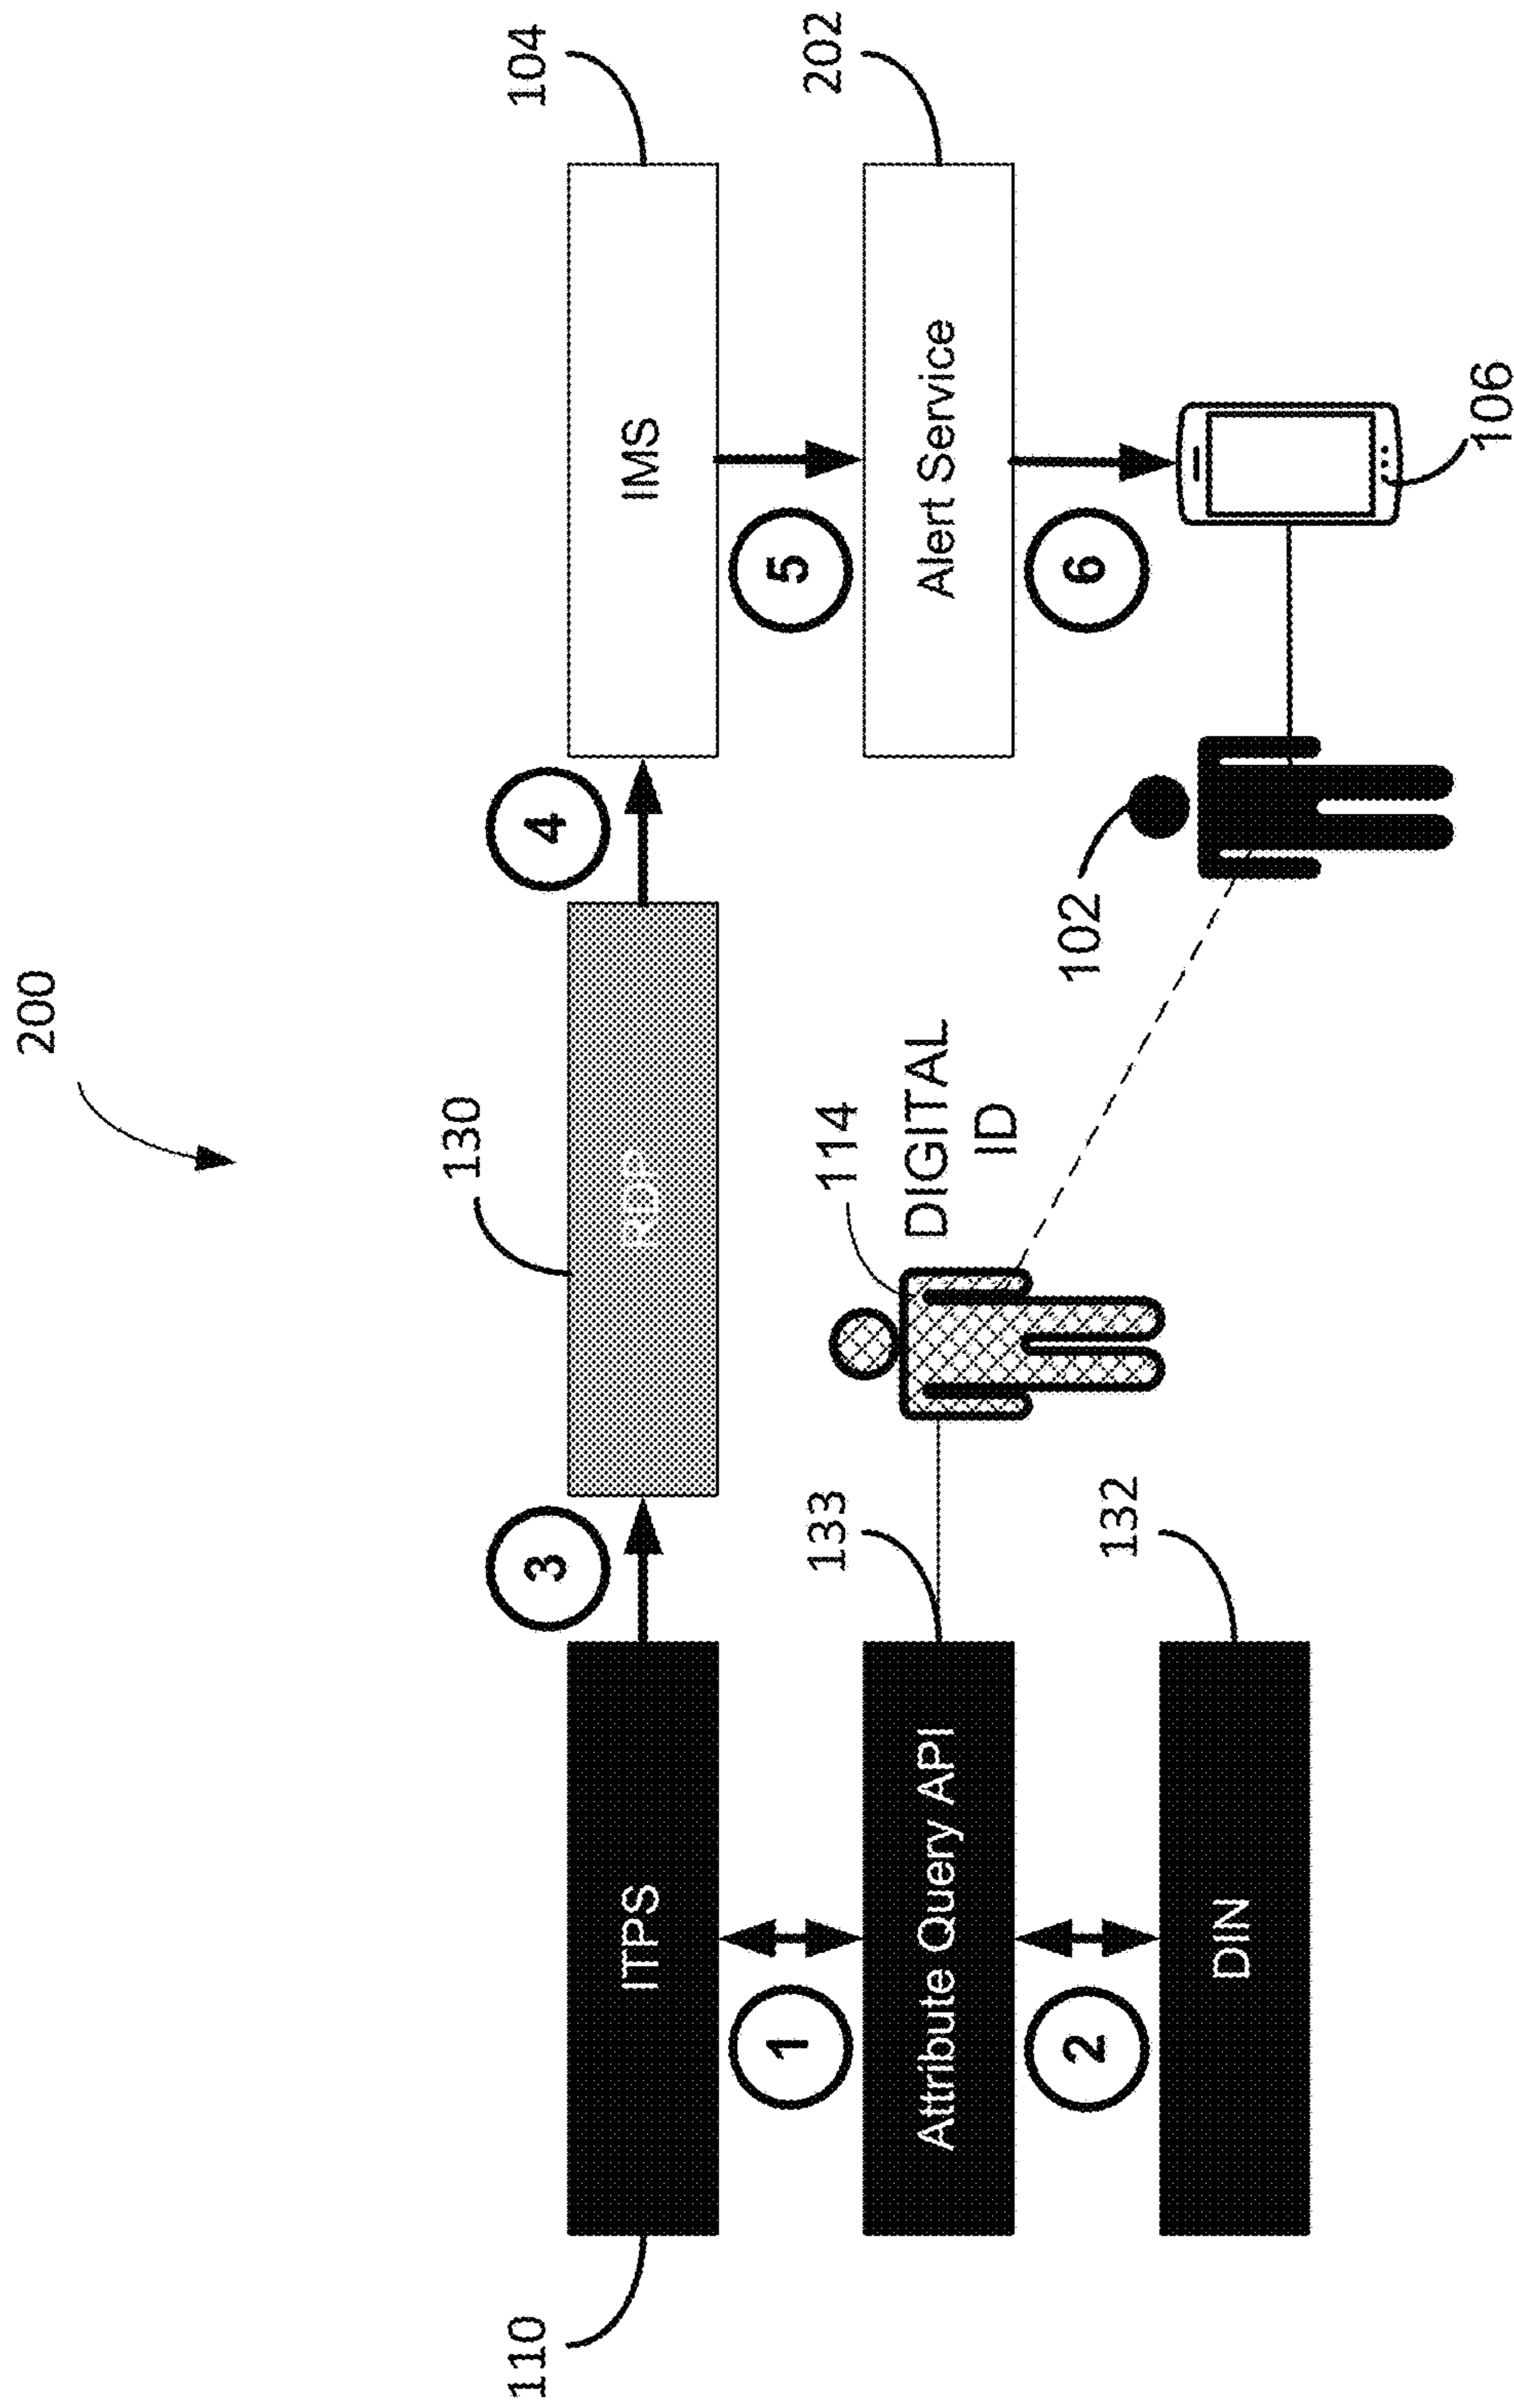 200
130
110
104
3
4
ITPS
RDP
IMS
1
5
133
114
202
Attribute Query API
DIGITAL
ID
Alert Service
2
102
6
132
DIN
106